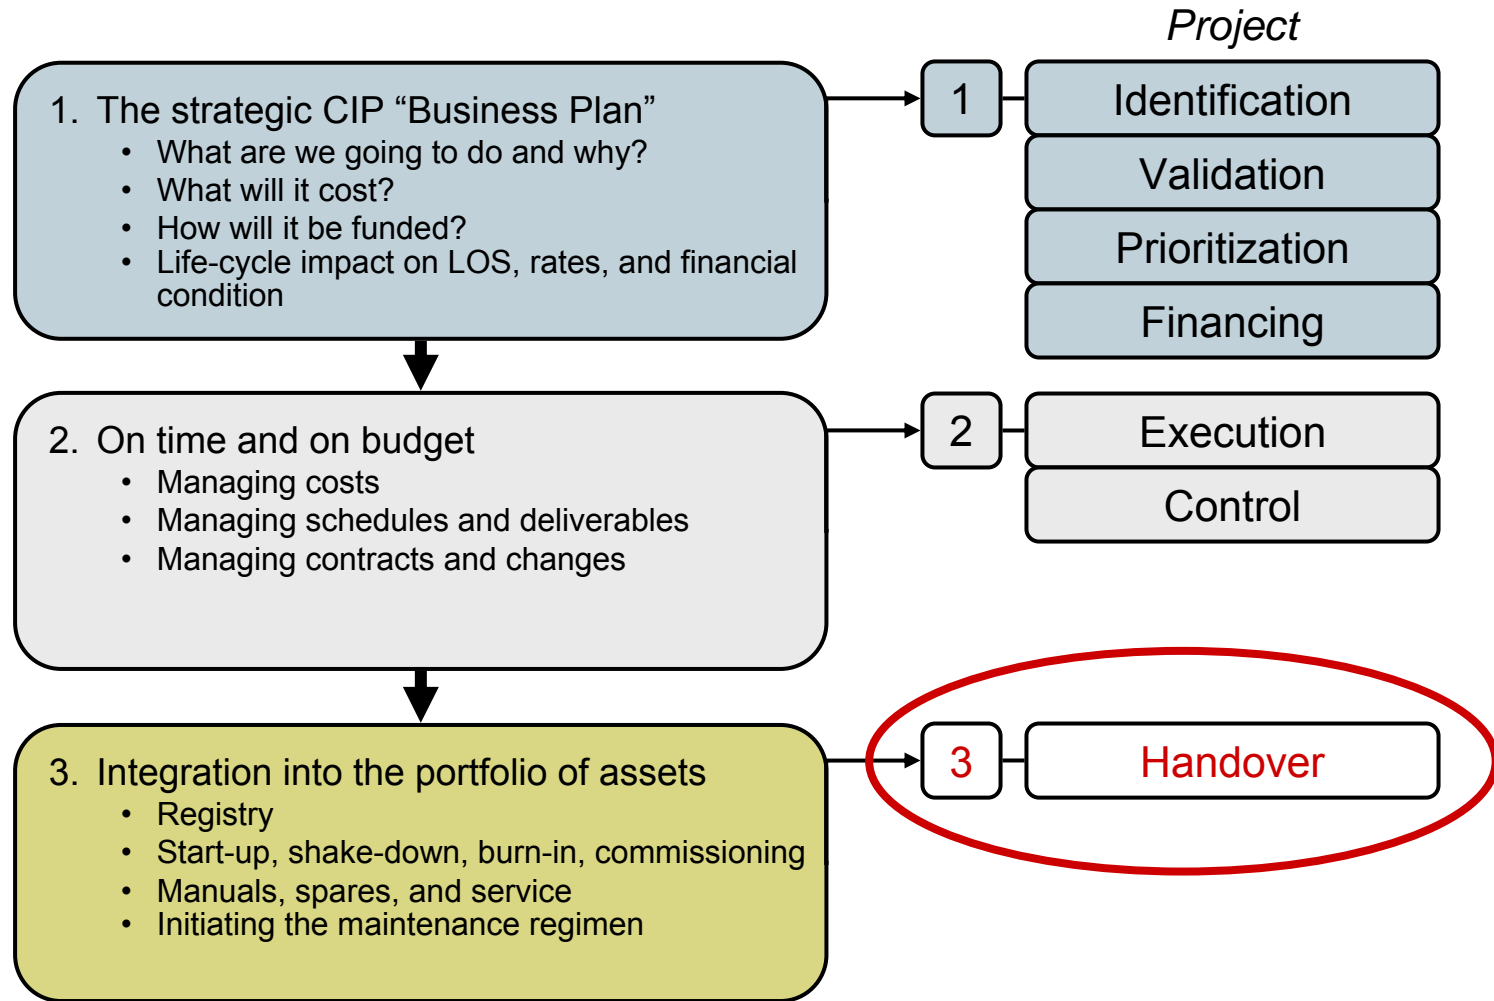 Project
1. The strategic CIP “Business Plan”
• What are we going to do and why?
• What will it cost?
• How will it be funded?
• Life-cycle impact on LOS, rates, and financial
condition
1
Identification
Validation
Prioritization
Financing
2. On time and on budget
• Managing costs
• Managing schedules and deliverables
• Managing contracts and changes
2
Execution
Control
3. Integration into the portfolio of assets
• Registry
• Start-up, shake-down, burn-in, commissioning
• Manuals, spares, and service
• Initiating the maintenance regimen
3
Handover